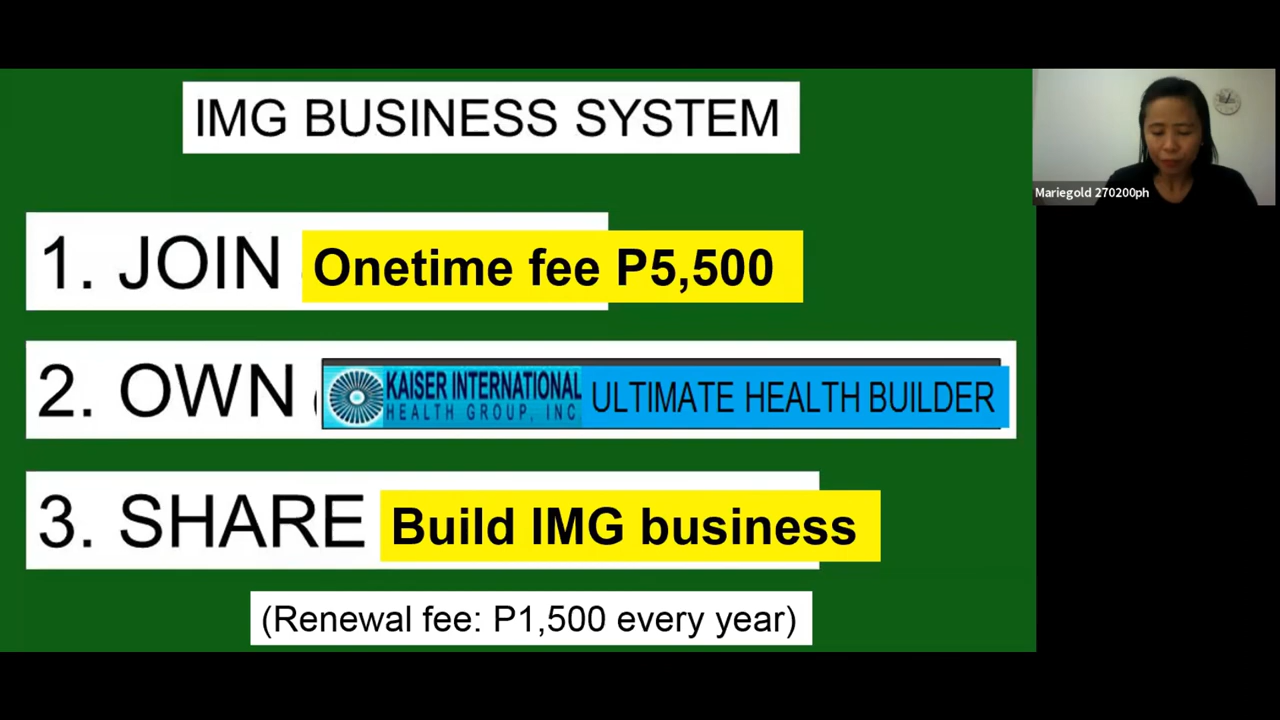 IMG BUSINESS SYSTEM
Mariegold 270200ph
1. JOIN Onetime fee P5,500
2. OWN KAISER INTERNATIONAL HEALTH GROUP, INC ULTIMATE HEALTH BUILDER
3. SHARE Build IMG business
(Renewal fee: P1,500 every year)